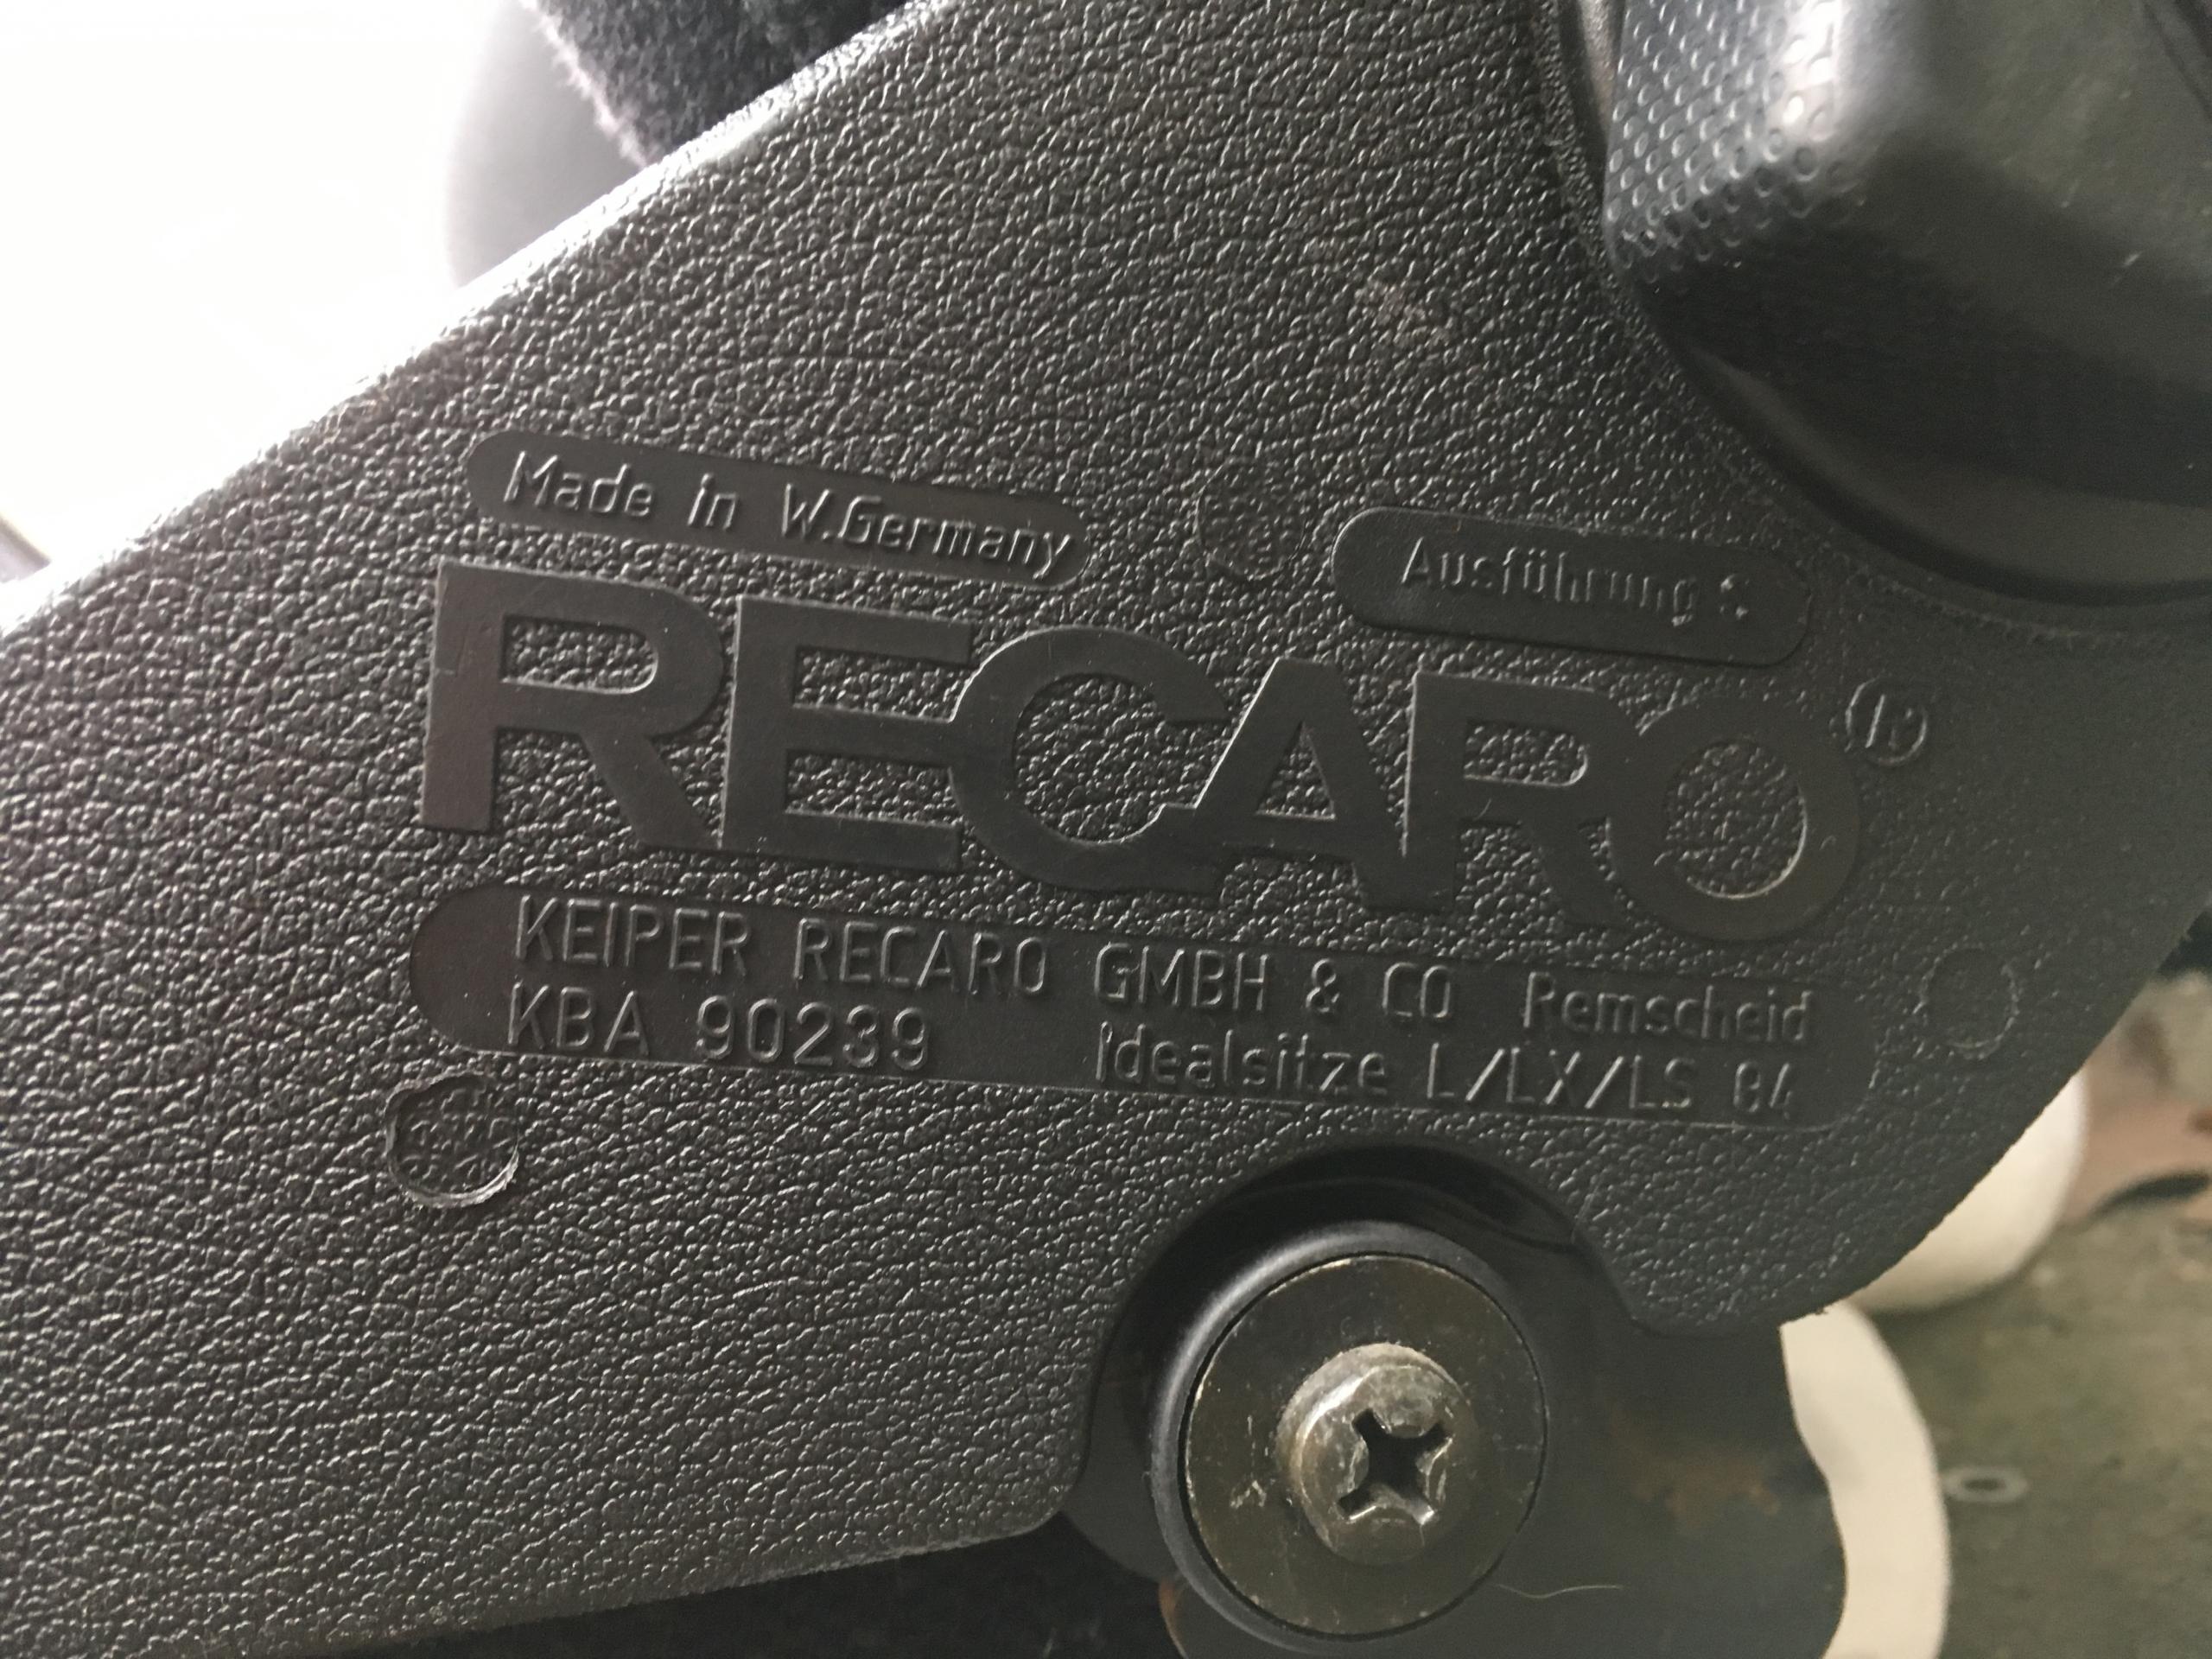 Made in W.Germany
Ausführung S
RECARO ®
KEIPER RECARO GMBH & CO Remscheid
KBA 90239 Idealsitze L/LX/LS 84